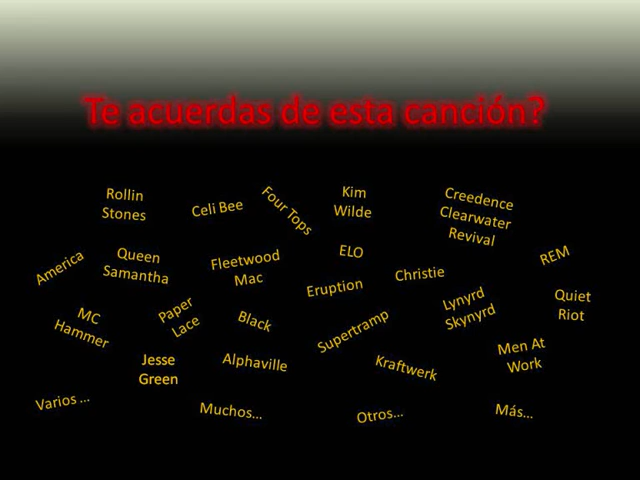 Te acuerdas de esta canción?
Rollin
Stones
Celi Bee
Four Tops
Kim
Wilde
Creedence
Clearwater
Revival
America
Queen
Samantha
Fleetwood
Mac
ELO
Eruption
Christie
REM
MC
Hammer
Paper
Lace
Black
Supertramp
Lynyrd
Skynyrd
Quiet
Riot
Jesse
Green
Alphaville
Kraftwerk
Men At
Work
Varios ...
Muchos...
Otros...
Más...